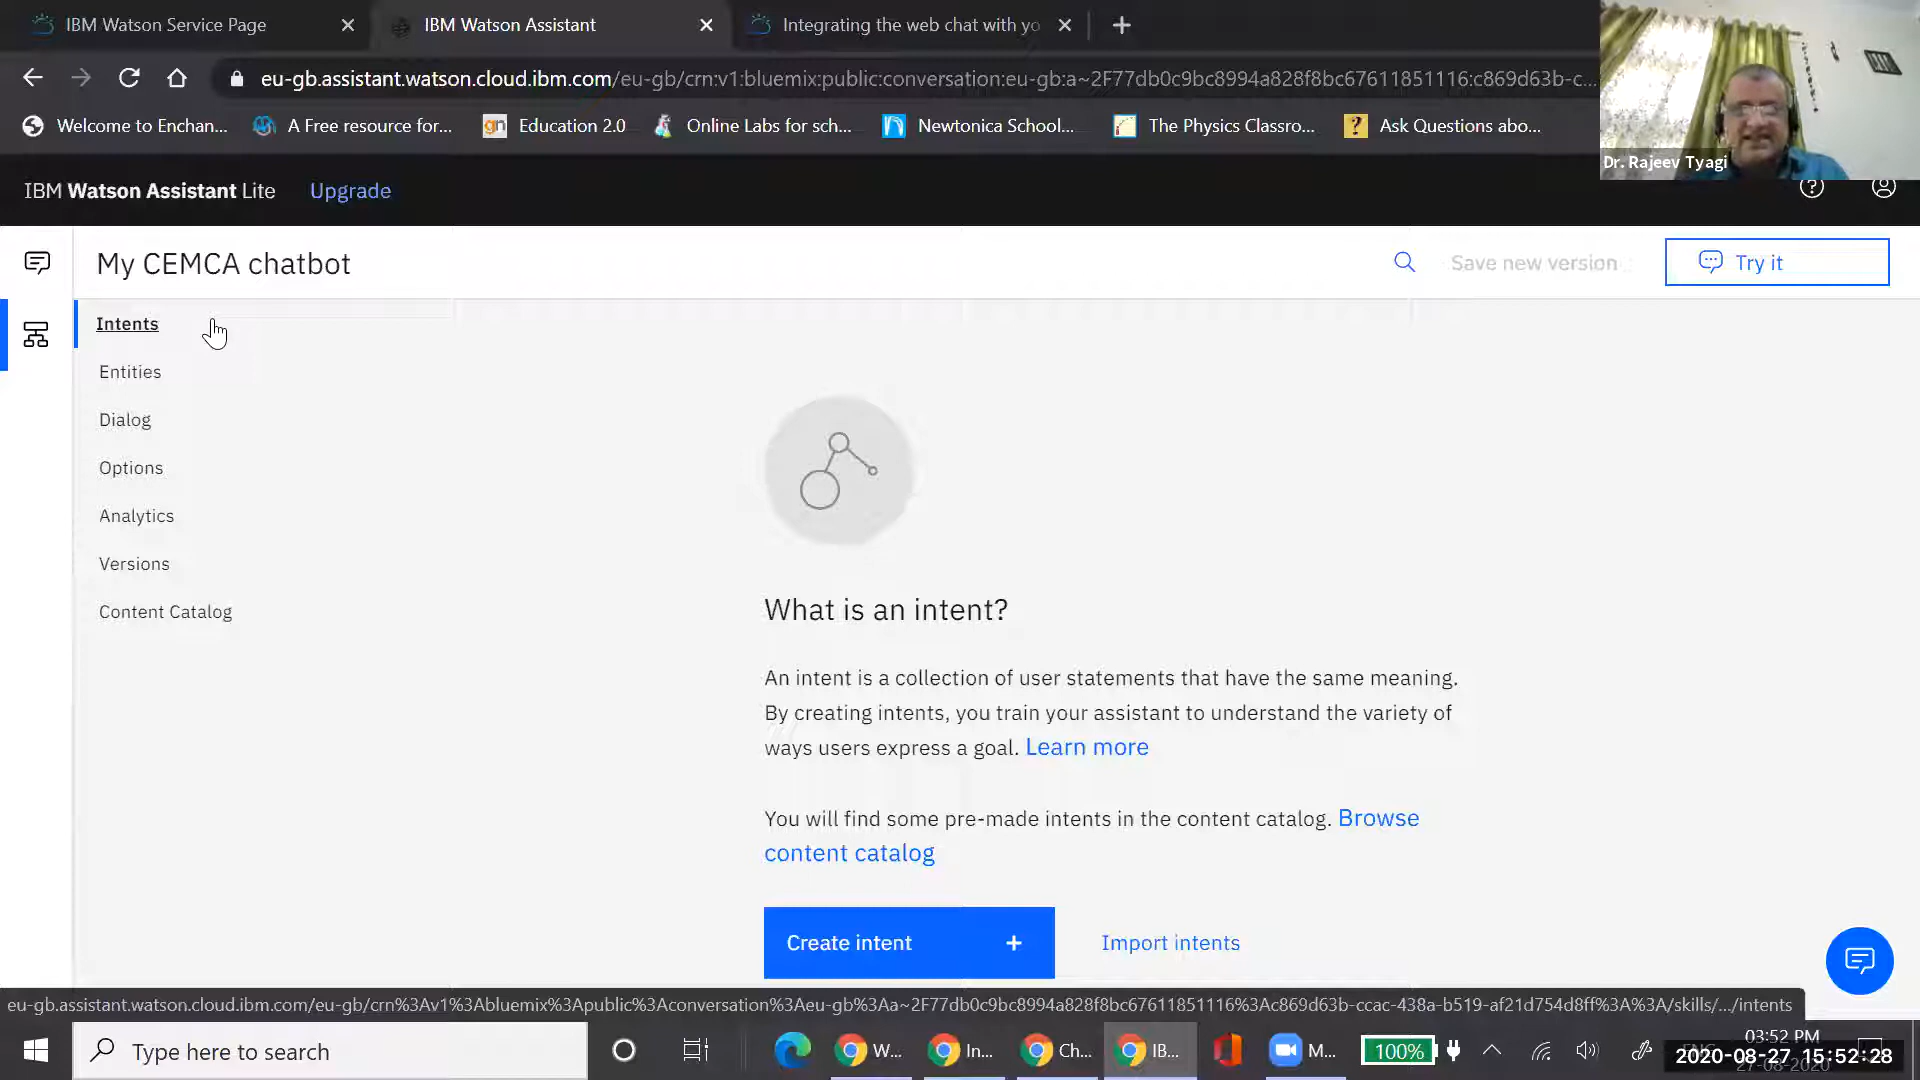 IBM Watson Service Page
IBM Watson Assistant
Integrating the web chat with yo
eu-gb.assistant.watson.cloud.ibm.com/eu-gb/crn:v1:bluemix:public:conversation:eu-gb:a~2F77db0c9bc8994a828f8bc67611851116:c869d63b-c...
Welcome to Enchan...
A Free resource for...
gn Education 2.0
Online Labs for sch...
Newtonica School...
The Physics Classro...
? Ask Questions abo...
Dr. Rajeev Tyagi
IBM Watson Assistant Lite
Upgrade
My CEMCA chatbot
Save new version
Try it
Intents
Entities
Dialog
Options
Analytics
Versions
Content Catalog
What is an intent?
An intent is a collection of user statements that have the same meaning.
By creating intents, you train your assistant to understand the variety of
ways users express a goal. Learn more
You will find some pre-made intents in the content catalog. Browse
content catalog
Create intent +
Import intents
eu-gb.assistant.watson.cloud.ibm.com/eu-gb/crn%3Av1%3Abluemix%3Apublic%3Aconversation%3Aeu-gb%3Aa~2F77db0c9bc8994a828f8bc67611851116%3Ac869d63b-ccac-438a-b519-af21d754d8ff%3A%3A/skills/.../intents
Type here to search
W...
In...
Ch...
IB...
M...
100%
03:52 PM
2020-08-27 15:52:28
27-08-2020